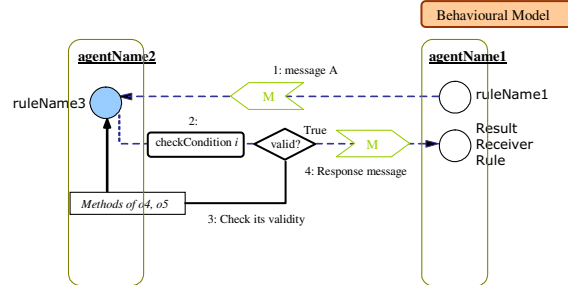 Behavioural Model
agentName2
agentName1
1: message A
M
ruleName3
ruleName1
2:
True
checkCondition i
valid?
M
Result
Receiver
Rule
4: Response message
Methods of o4, o5
3: Check its validity